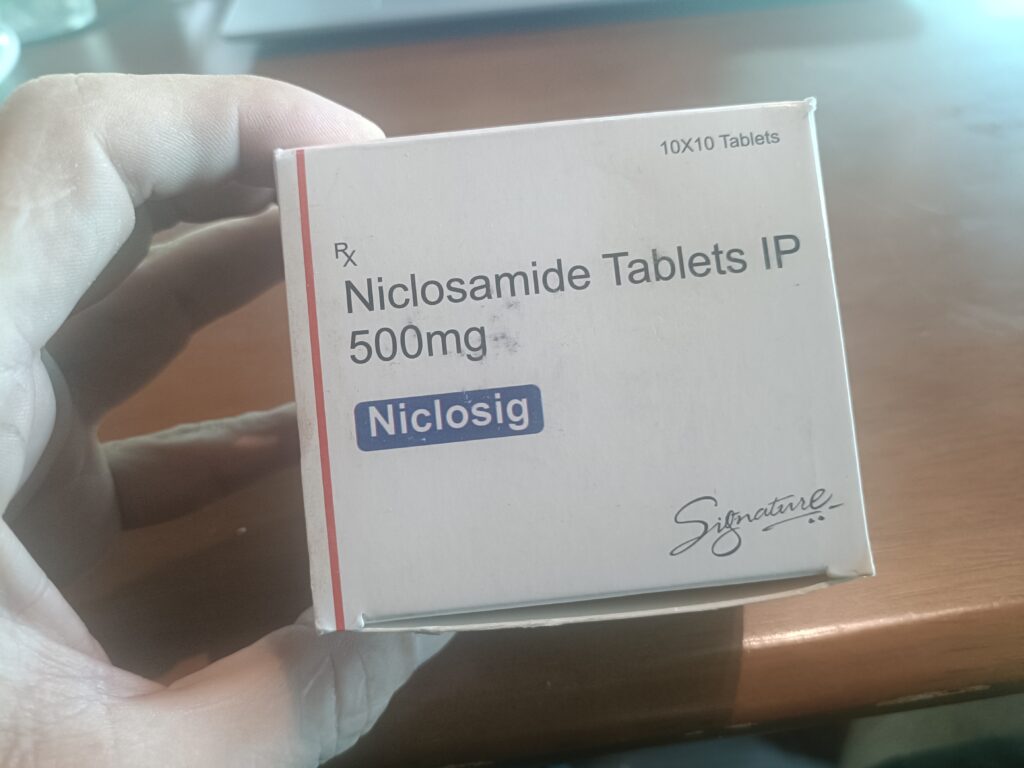 10X10 Tablets
Rx
Niclosamide Tablets IP
500mg
Niclosig
Signature